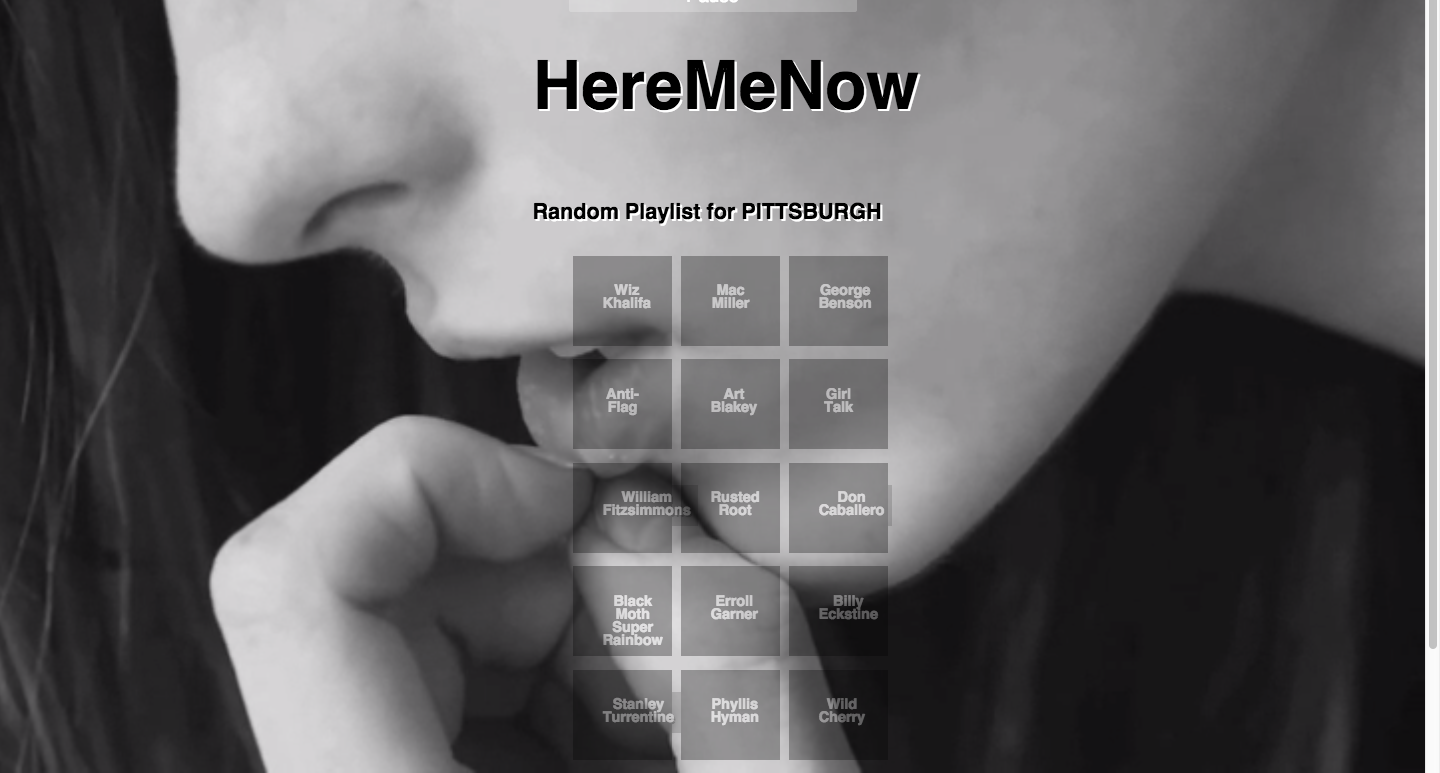 Pause
HereMeNow
Random Playlist for PITTSBURGH
Wiz
Khalifa
Mac
Miller
George
Benson
Anti-
Flag
Art
Blakey
Girl
Talk
William
Fitzsimmons
Rusted
Root
Don
Caballero
Black
Moth
Super
Rainbow
Erroll
Garner
Billy
Eckstine
Stanley
Turrentine
Phyllis
Hyman
Wild
Cherry